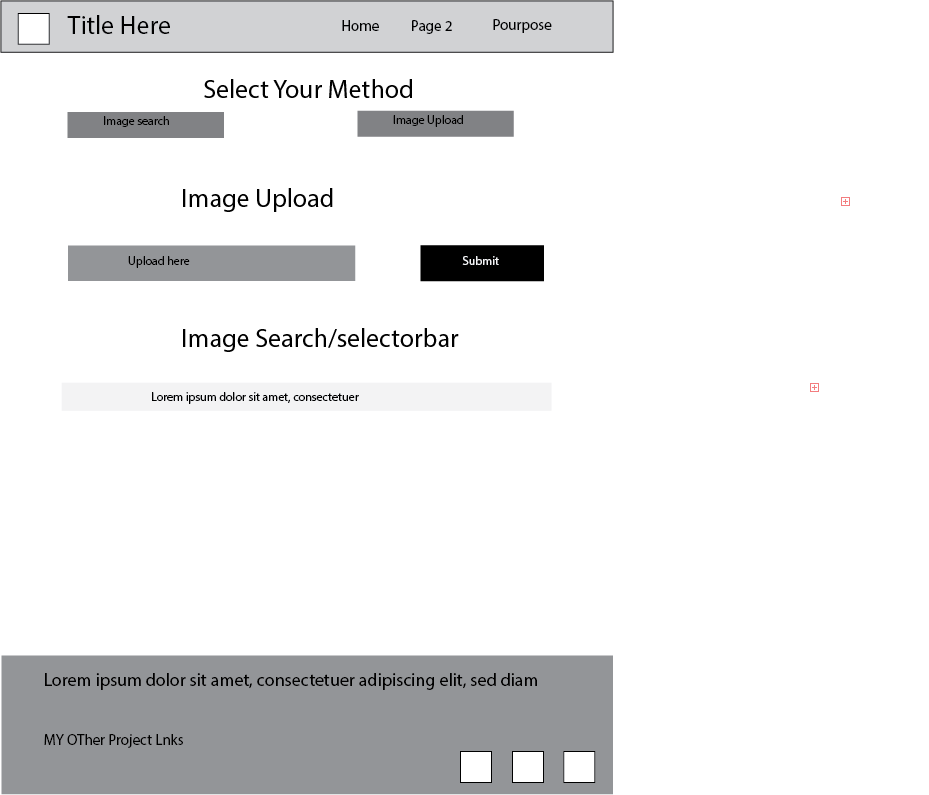 Title Here
Home Page 2 Pourpose
Select Your Method
Image search
Image Upload
Image Upload
Upload here
Submit
Image Search/selectorbar
Lorem ipsum dolor sit amet, consectetuer
Lorem ipsum dolor sit amet, consectetuer adipiscing elit, sed diam
MY OTher Project Lnks